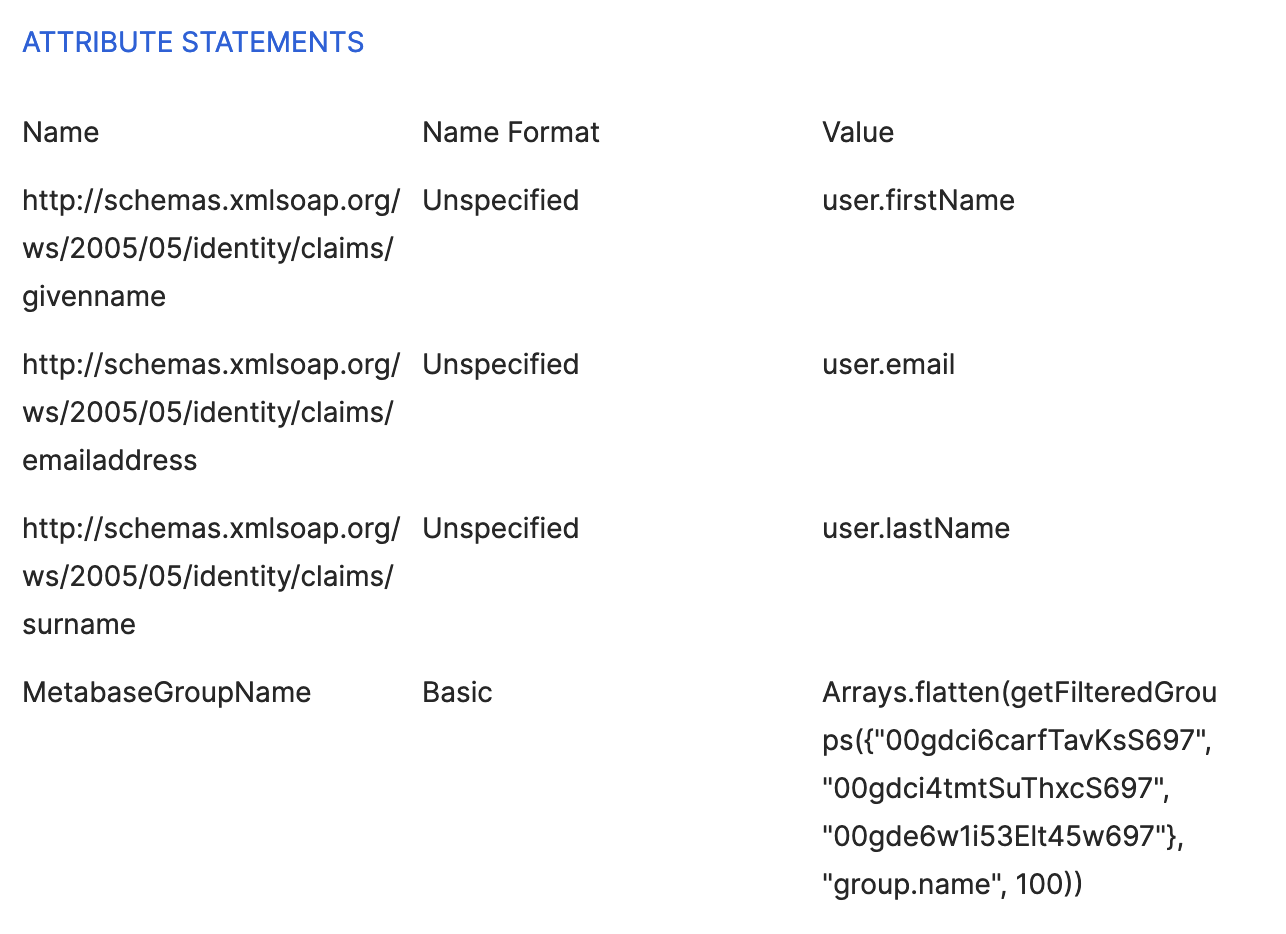 ATTRIBUTE STATEMENTS
Name Name Format Value
http://schemas.xmlsoap.org/ Unspecified user.firstName
ws/2005/05/identity/claims/
givenname
http://schemas.xmlsoap.org/ Unspecified user.email
ws/2005/05/identity/claims/
emailaddress
http://schemas.xmlsoap.org/ Unspecified user.lastName
ws/2005/05/identity/claims/
surname
MetabaseGroupName Basic Arrays.flatten(getFilteredGrou
ps({"00gdci6carfTavKsS697",
"00gdci4tmtSuThxcS697",
"00gde6w1i53Elt45w697"},
"group.name", 100))